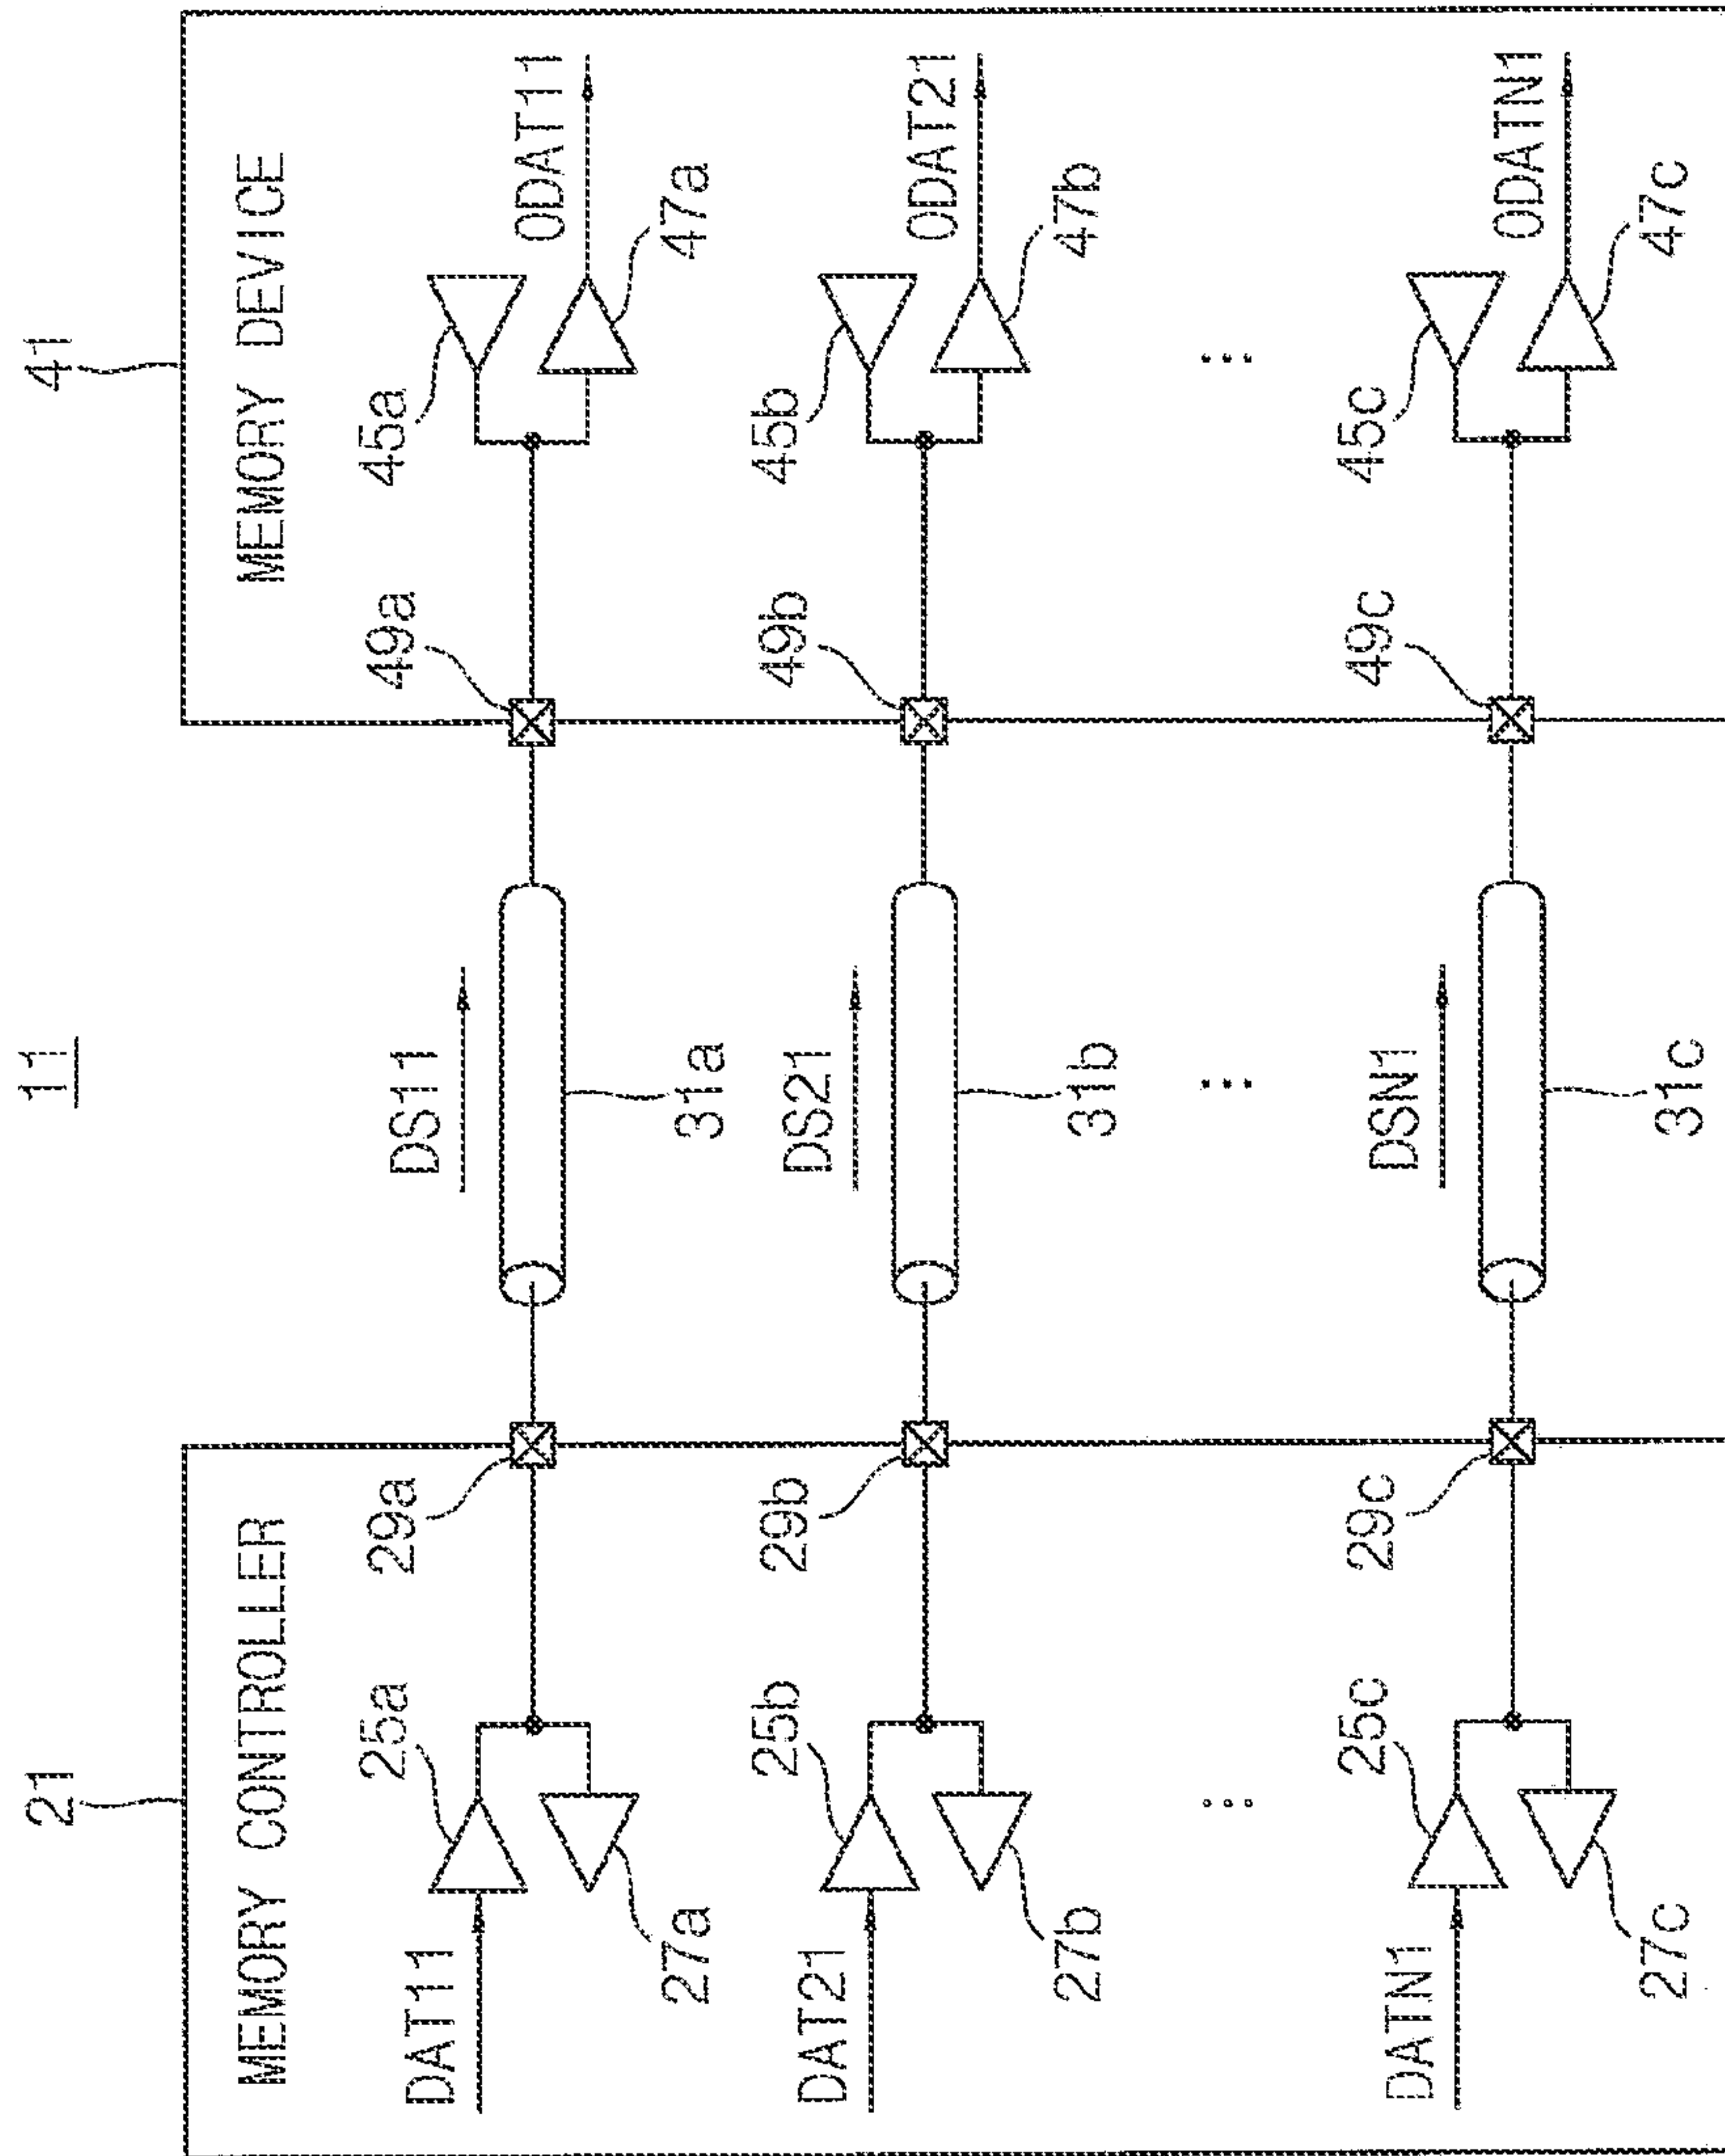 11
21
41
MEMORY CONTROLLER
MEMORY DEVICE
25a
29a
DS11
49a
45a
DAT11
ODAT11
27a
31a
47a
25b
29b
DS21
49b
45b
DAT21
ODAT21
27b
31b
47b
25c
29c
DSN1
49c
45c
DATN1
ODATN1
27c
31c
47c